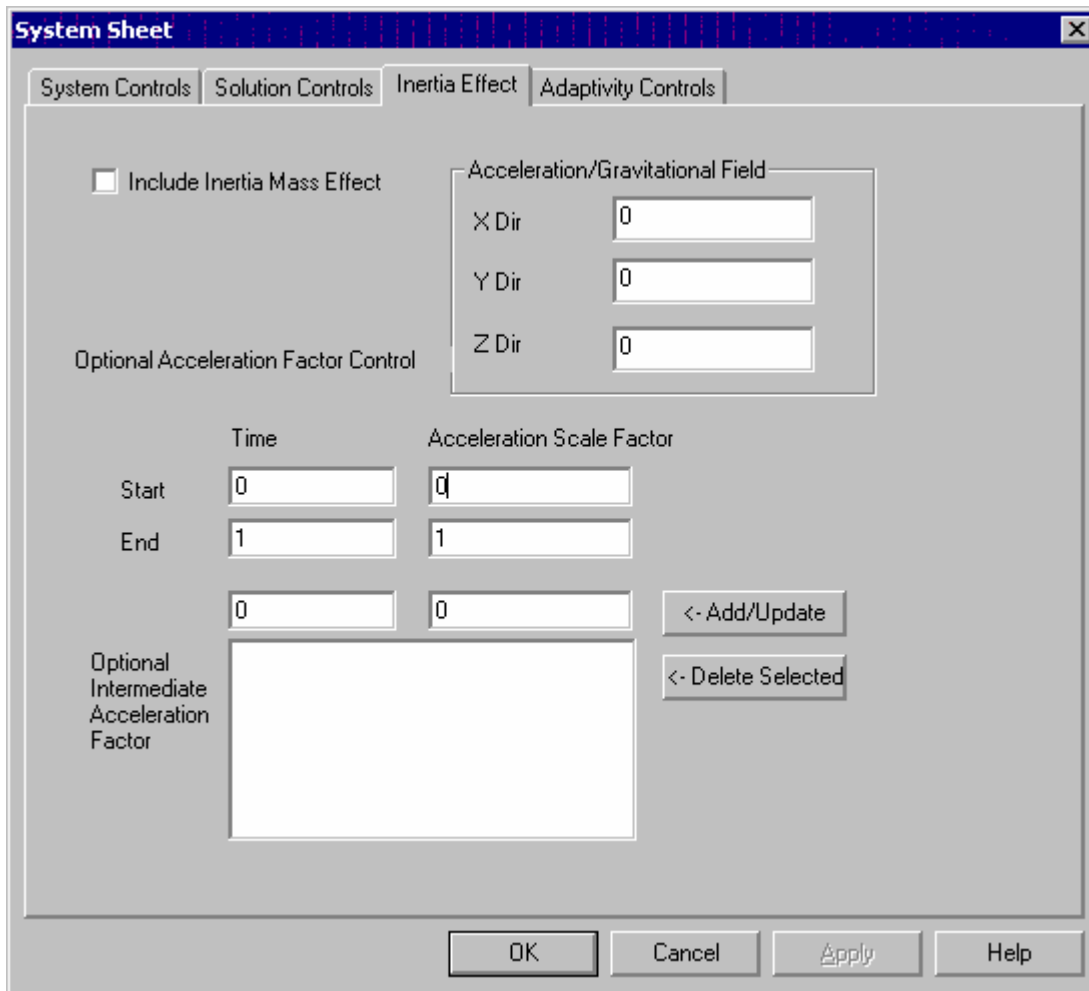 System Sheet
System Controls
Solution Controls
Inertia Effect
Adaptivity Controls
Include Inertia Mass Effect
Acceleration/Gravitational Field
X Dir 0
Y Dir 0
Z Dir 0
Optional Acceleration Factor Control
Time Acceleration Scale Factor
Start 0 0
End 1 1
0 0 <- Add/Update
<- Delete Selected
Optional
Intermediate
Acceleration
Factor
OK Cancel Apply Help